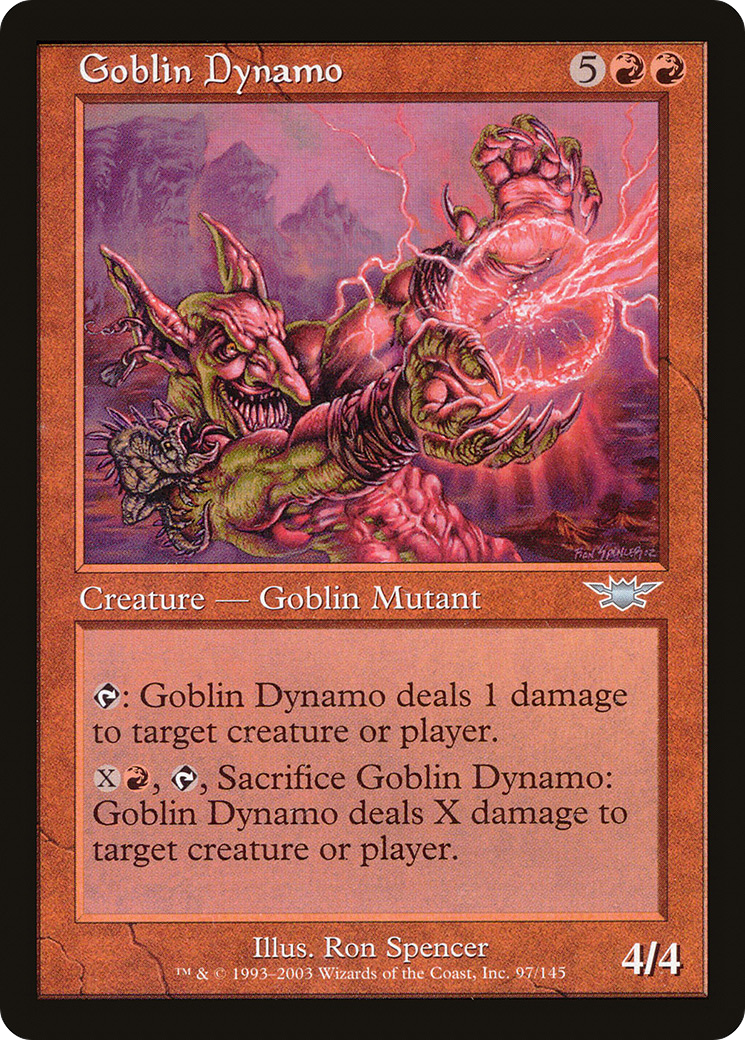 Goblin Dynamo 5
Creature — Goblin Mutant
: Goblin Dynamo deals 1 damage
to target creature or player.
X , , Sacrifice Goblin Dynamo:
Goblin Dynamo deals X damage to
target creature or player.
Illus. Ron Spencer
™ & © 1993–2003 Wizards of the Coast, Inc. 97/145
4/4